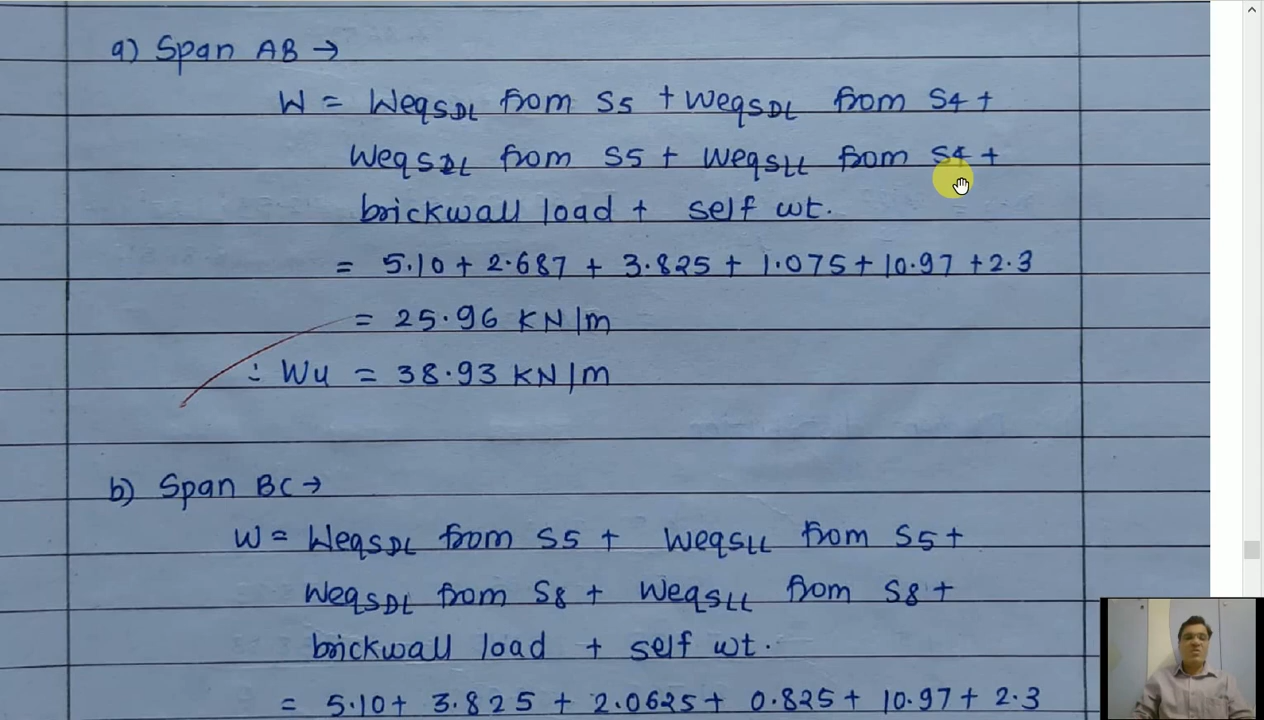 a) Span AB →
W = WeqSDL from S5 + WeqSDL from S4 +
WeqSLL from S5 + WeqSLL from S4 +
brickwall load + self wt.
= 5.10 + 2.687 + 3.825 + 1.075 + 10.97 + 2.3
= 25.96 KN/m
∴ Wu = 38.93 KN/m
b) Span BC →
W = WeqSDL from S5 + WeqSLL from S5 +
WeqSDL from S8 + WeqSLL from S8 +
brickwall load + self wt.
= 5.10 + 3.825 + 2.0625 + 0.825 + 10.97 + 2.3